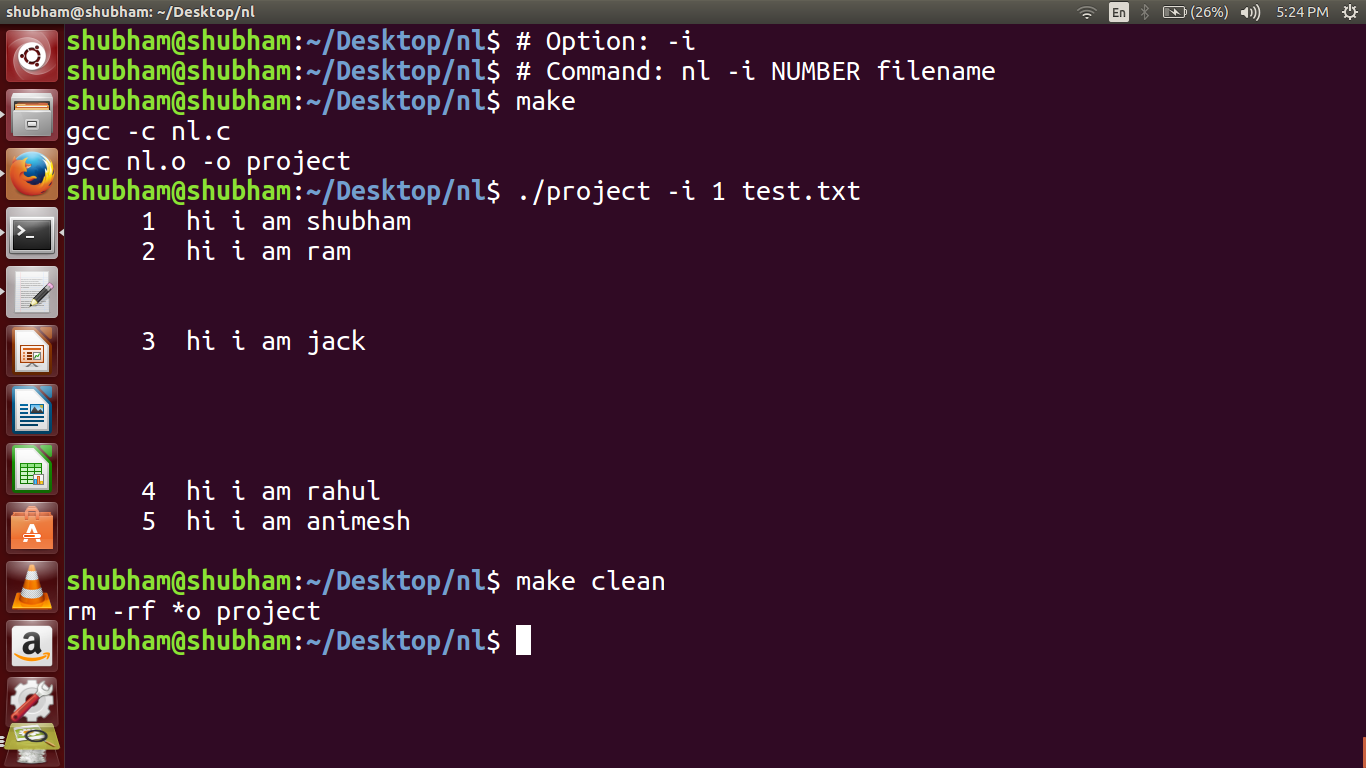 shubham@shubham: ~/Desktop/nl
En
(26%)
5:24 PM
shubham@shubham:~/Desktop/nl$ # Option: -i
shubham@shubham:~/Desktop/nl$ # Command: nl -i NUMBER filename
shubham@shubham:~/Desktop/nl$ make
gcc -c nl.c
gcc nl.o -o project
shubham@shubham:~/Desktop/nl$ ./project -i 1 test.txt
1  hi i am shubham
2  hi i am ram
3  hi i am jack
4  hi i am rahul
5  hi i am animesh
shubham@shubham:~/Desktop/nl$ make clean
rm -rf *o project
shubham@shubham:~/Desktop/nl$